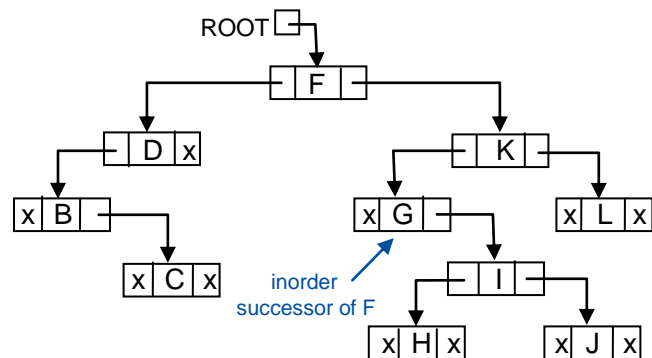 ROOT
F
D x
K
x B
x G
x L x
x C x
I
inorder
successor of F
x H x
x J x